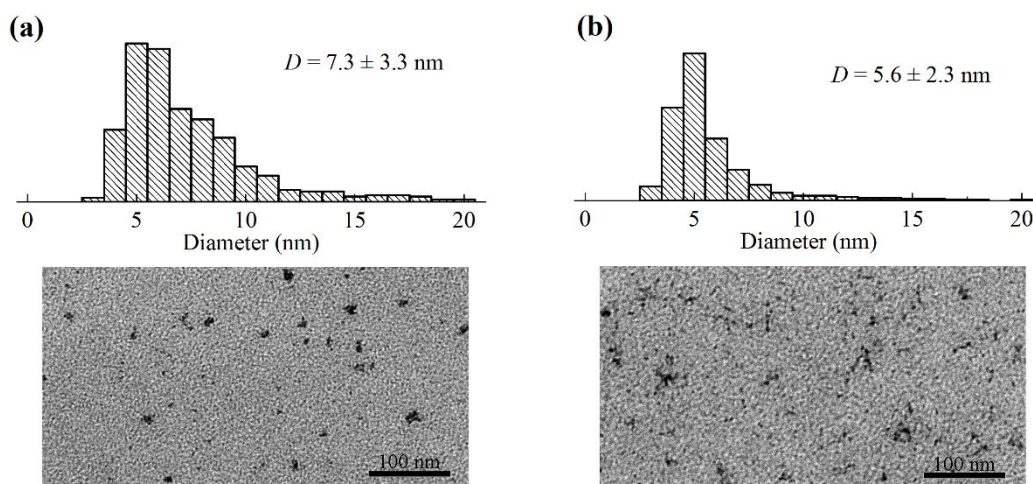 (a)
D = 7.3 ± 3.3 nm
0 5 10 15 20
Diameter (nm)
100 nm
(b)
D = 5.6 ± 2.3 nm
0 5 10 15 20
Diameter (nm)
100 nm